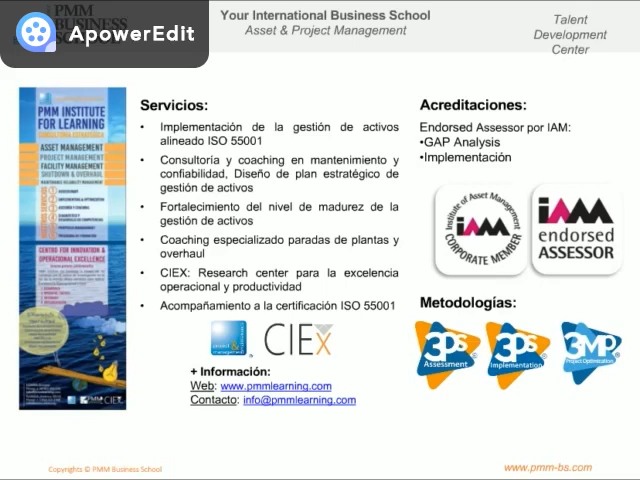 PMM
BUSINESS
SCHOOL
ApowerEdit
Your International Business School
Asset & Project Management
Talent
Development
Center
PMM INSTITUTE
FOR LEARNING
ASSET MANAGEMENT
PROJECT MANAGEMENT
FACILITY MANAGEMENT
SHUTDOWN & OVERHAUL
CENTRO FOR INNOVATION &
OPERATIONAL EXCELLENCE
CIEx
Servicios:
• Implementación de la gestión de activos
alineado ISO 55001
• Consultoría y coaching en mantenimiento y
confiabilidad, Diseño de plan estratégico de
gestión de activos
• Fortalecimiento del nivel de madurez de la
gestión de activos
• Coaching especializado paradas de plantas y
overhaul
• CIEX: Research center para la excelencia
operacional y productividad
• Acompañamiento a la certificación ISO 55001
project
management
CIEx
+ Información:
Web: www.pmmlearning.com
Contacto: info@pmmlearning.com
Acreditaciones:
Endorsed Assessor por IAM:
•GAP Analysis
•Implementación
Institute of Asset Management
iAM
CORPORATE MEMBER
iAM
endorsed
ASSESSOR
Metodologías:
3Ps
Assessment
®
3Ps
Implementation
®
3MP
Project Optimization
®
Copyrights © PMM Business School
www.pmm-bs.com